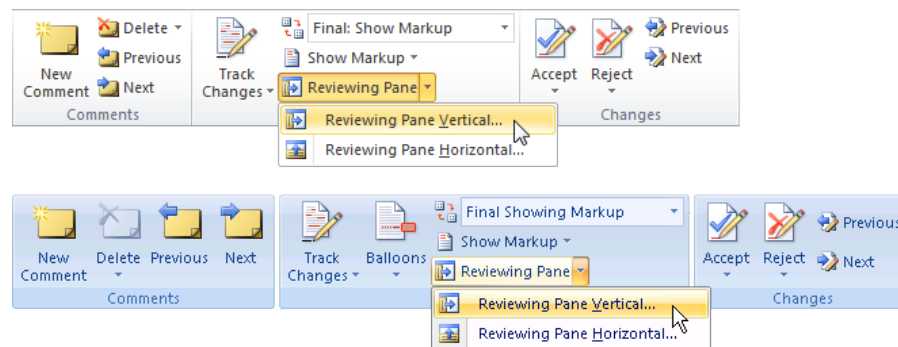 Delete
Final: Show Markup
Previous
Previous
Show Markup
Next
New Comment
Next
Track Changes
Reviewing Pane
Accept
Reject
Comments
Changes
Reviewing Pane Vertical...
Reviewing Pane Horizontal...
Final Showing Markup
Previous
Show Markup
New Comment
Delete
Previous
Next
Track Changes
Balloons
Reviewing Pane
Accept
Reject
Next
Comments
Changes
Reviewing Pane Vertical...
Reviewing Pane Horizontal...